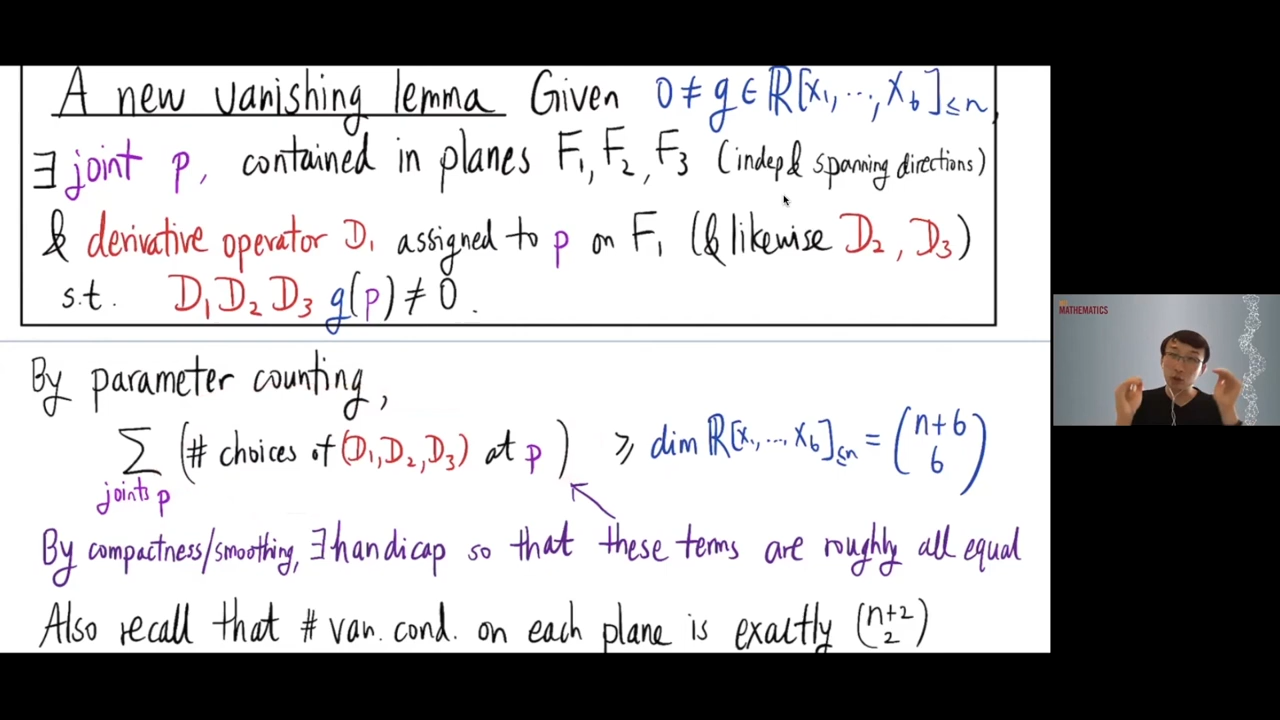 A new vanishing lemma Given 0 ≠ g ∈ ℝ[x₁, ..., x₆]≤n,
∃ joint p, contained in planes F₁, F₂, F₃ (indep & spanning directions)
& derivative operator D₁ assigned to p on F₁ (& likewise D₂, D₃)
s.t. D₁D₂D₃ g(p) ≠ 0.
By parameter counting,
∑ joints p (# choices of (D₁,D₂,D₃) at p) ≥ dim ℝ[x₁, ..., x₆]≤n = (n+6 6)
By compactness/smoothing, ∃ handicap so that these terms are roughly all equal
Also recall that # van. cond. on each plane is exactly (n+2 2)
MATHEMATICS